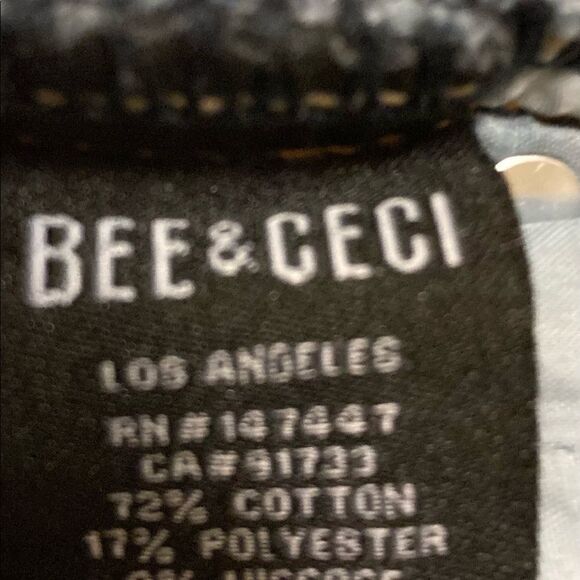 BEE & CECI
LOS ANGELES
RN#147447
CA#91733
72% COTTON
17% POLYESTER